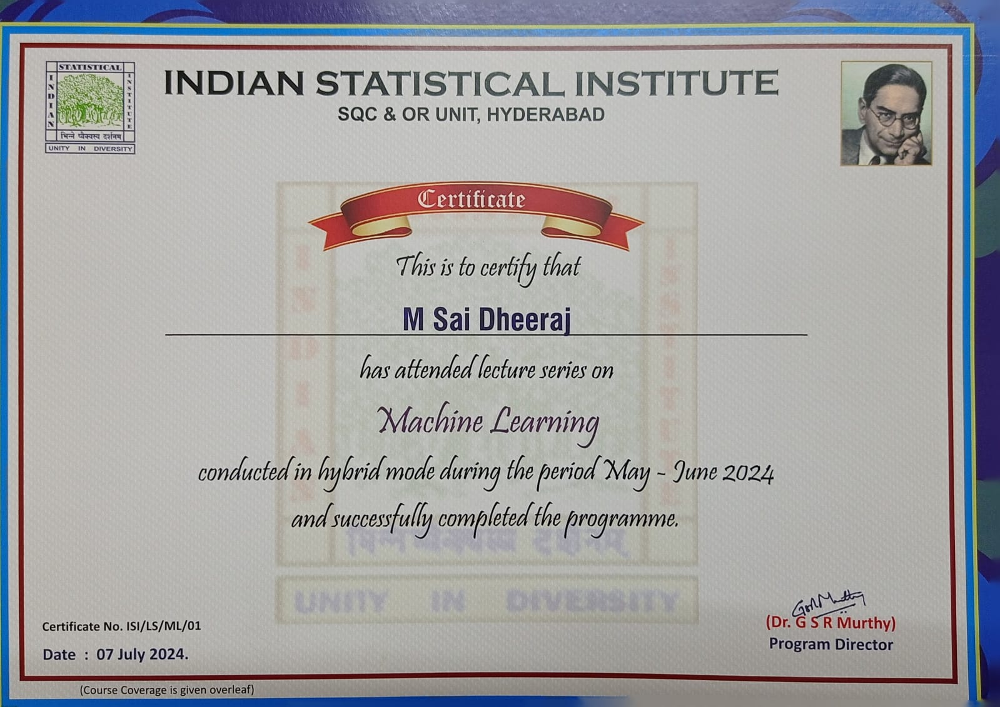 STATISTICAL
INDIAN
INSTITUTE
भिन्ने ष्वैक्यस्य दर्शनम
UNITY IN DIVERSITY
INDIAN STATISTICAL INSTITUTE
SQC & OR UNIT, HYDERABAD
Certificate
This is to certify that
M Sai Dheeraj
has attended lecture series on
Machine Learning
conducted in hybrid mode during the period May - June 2024
and successfully completed the programme.
UNITY IN DIVERSITY
Certificate No. ISI/LS/ML/01
Date : 07 July 2024.
(Dr. G S R Murthy)
Program Director
(Course Coverage is given overleaf)